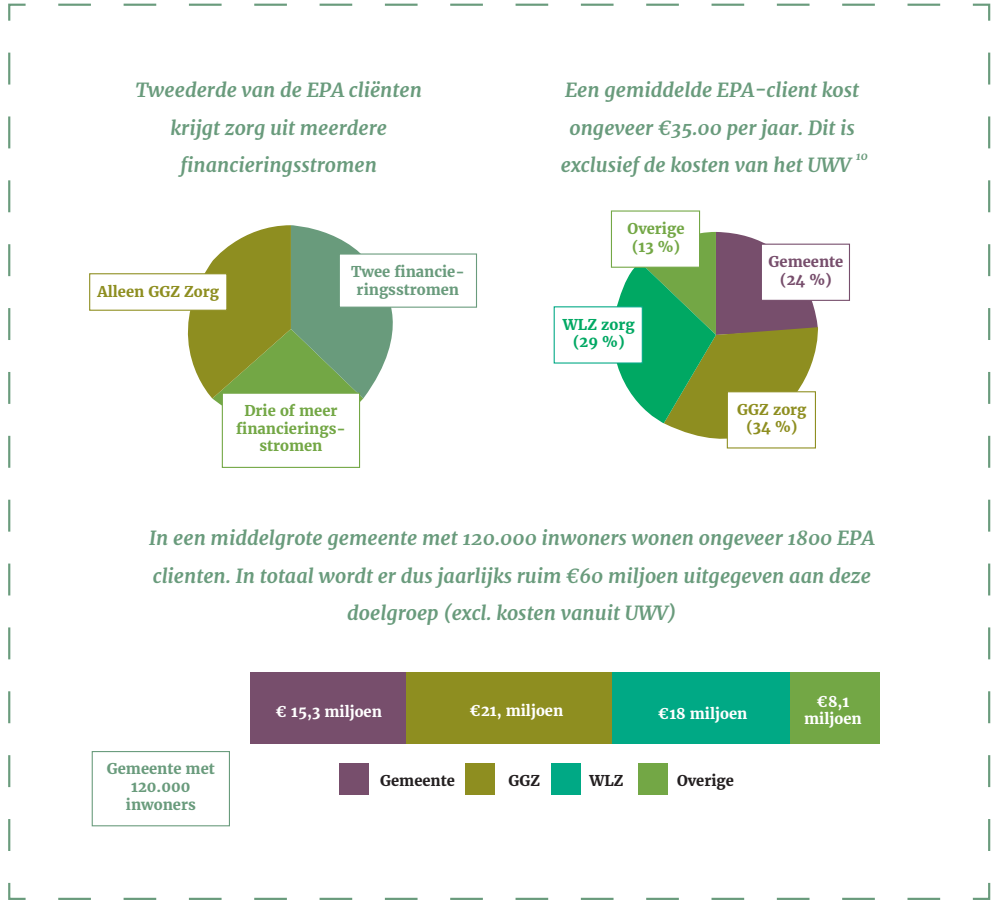 Tweederde van de EPA cliënten
krijgt zorg uit meerdere
financieringsstromen
Een gemiddelde EPA-client kost
ongeveer €35.00 per jaar. Dit is
exclusief de kosten van het UWV 10
Alleen GGZ Zorg
Twee financie-
ringsstromen
Drie of meer
financierings-
stromen
Overige
(13 %)
Gemeente
(24 %)
WLZ zorg
(29 %)
GGZ zorg
(34 %)
In een middelgrote gemeente met 120.000 inwoners wonen ongeveer 1800 EPA
clienten. In totaal wordt er dus jaarlijks ruim €60 miljoen uitgegeven aan deze
doelgroep (excl. kosten vanuit UWV)
€ 15,3 miljoen
€21, miljoen
€18 miljoen
€8,1
miljoen
Gemeente met
120.000
inwoners
Gemeente
GGZ
WLZ
Overige